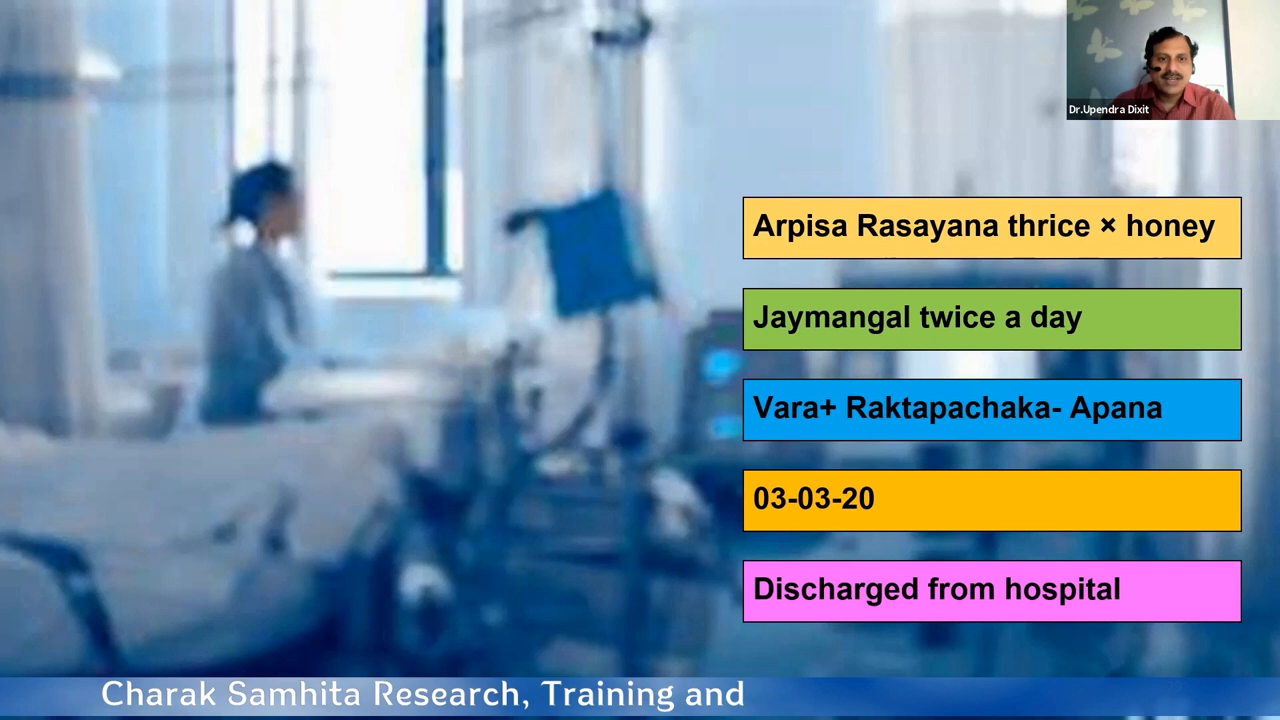 Dr.Upendra Dixit
Arpisa Rasayana thrice × honey
Jaymangal twice a day
Vara+ Raktapachaka- Apana
03-03-20
Discharged from hospital
Charak Samhita Research, Training and